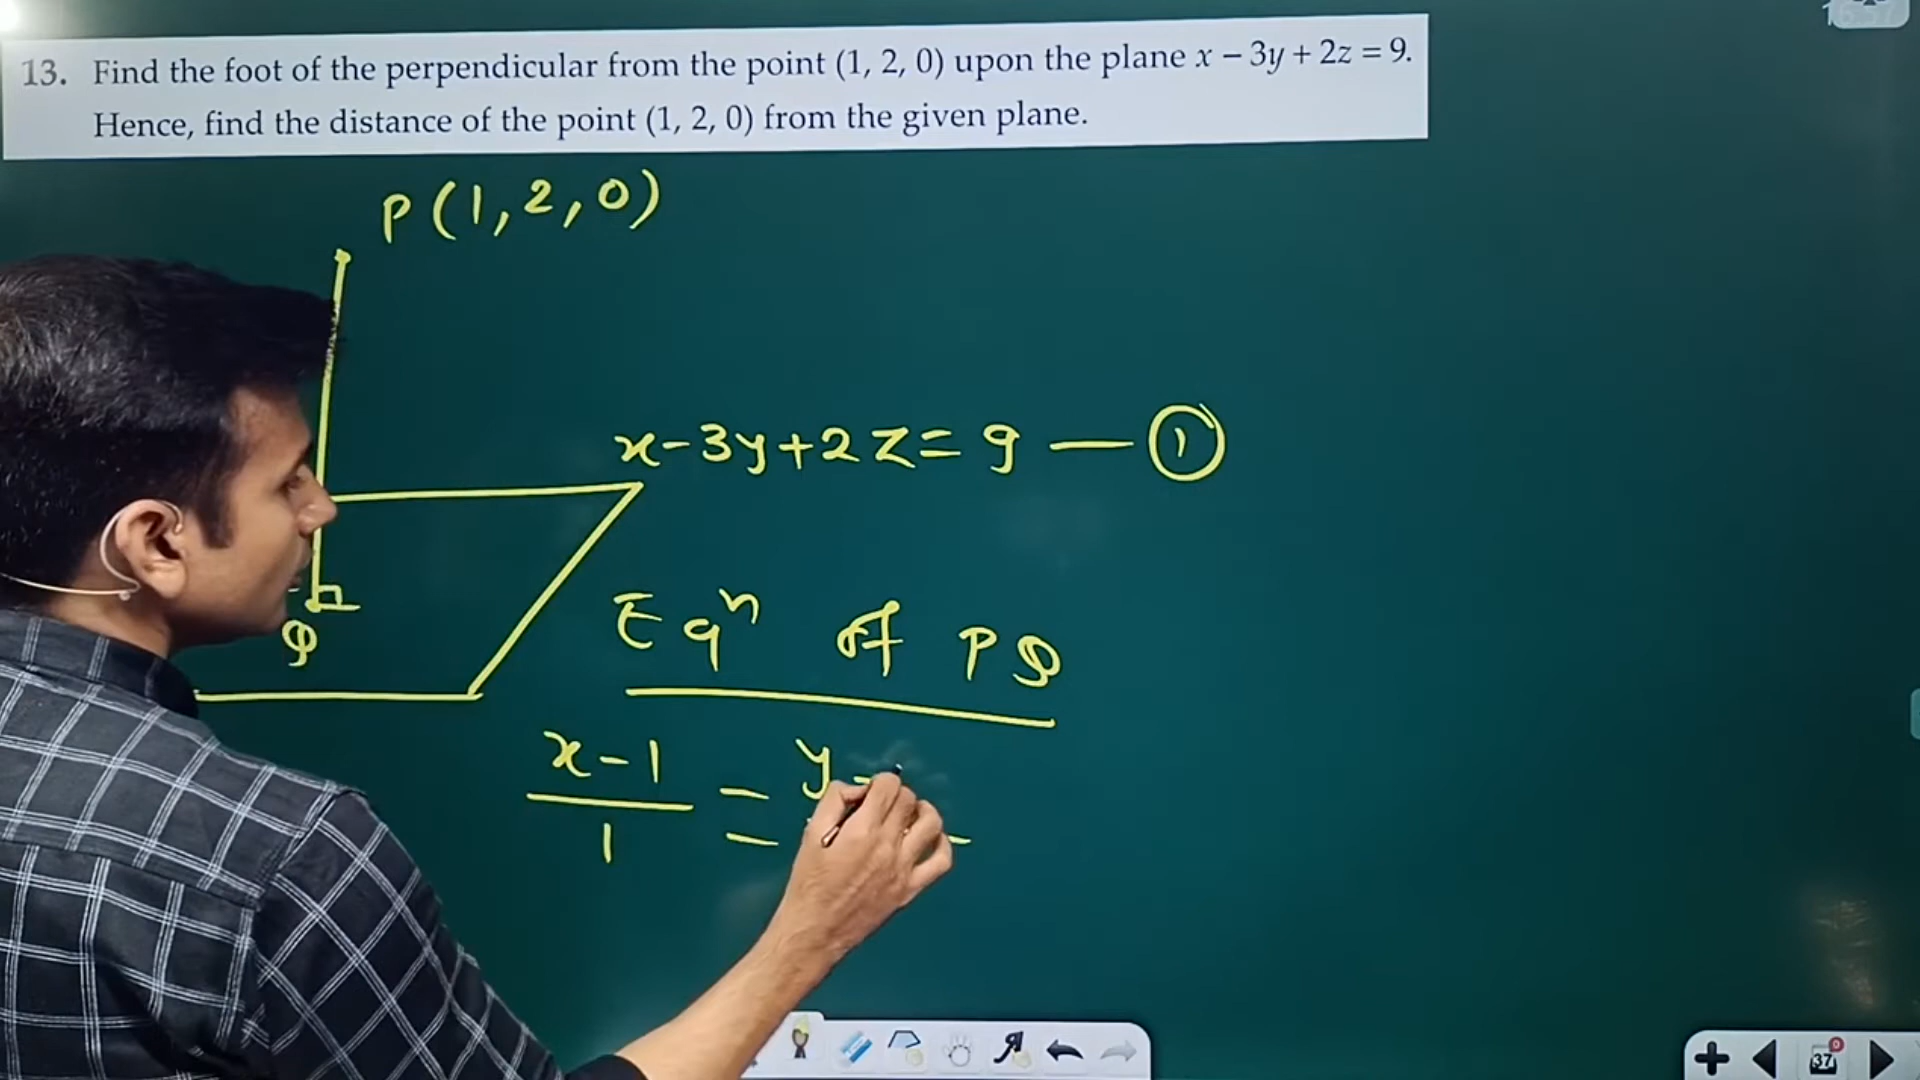 13. Find the foot of the perpendicular from the point (1, 2, 0) upon the plane x − 3y + 2z = 9.
Hence, find the distance of the point (1, 2, 0) from the given plane.
P(1,2,0)
x-3y+2z=9 — ①
Q
Eqⁿ of PQ
x-1 = y-
1
37